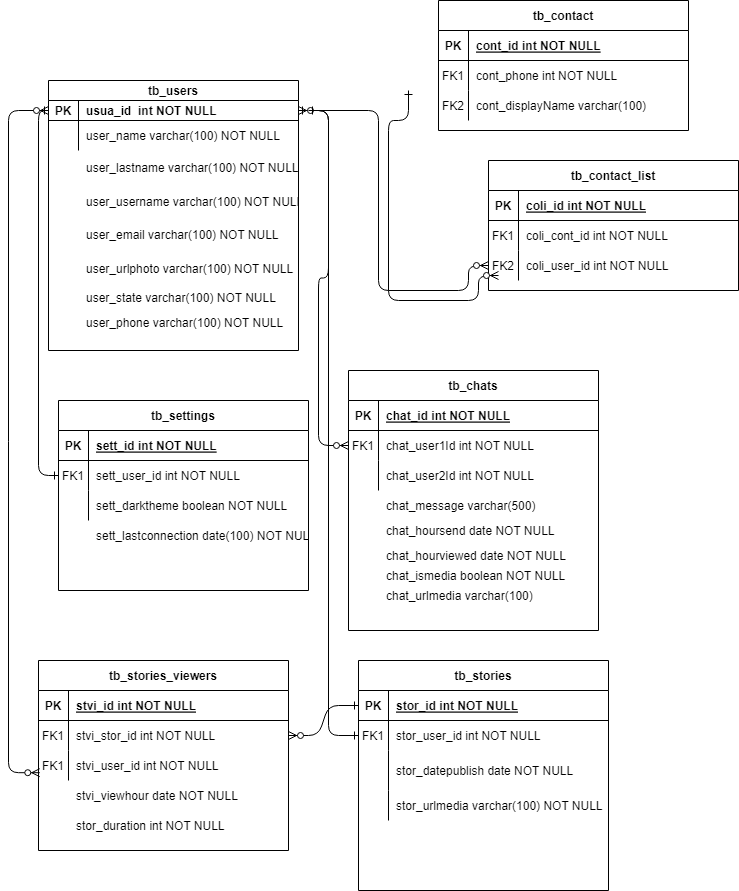 tb_contact
PK cont_id int NOT NULL
FK1 cont_phone int NOT NULL
FK2 cont_displayName varchar(100)
tb_users
PK usua_id int NOT NULL
user_name varchar(100) NOT NULL
user_lastname varchar(100) NOT NULL
user_username varchar(100) NOT NULL
user_email varchar(100) NOT NULL
user_urlphoto varchar(100) NOT NULL
user_state varchar(100) NOT NULL
user_phone varchar(100) NOT NULL
tb_contact_list
PK coli_id int NOT NULL
FK1 coli_cont_id int NOT NULL
FK2 coli_user_id int NOT NULL
tb_settings
PK sett_id int NOT NULL
FK1 sett_user_id int NOT NULL
sett_darktheme boolean NOT NULL
sett_lastconnection date(100) NOT NUL
tb_chats
PK chat_id int NOT NULL
FK1 chat_user1Id int NOT NULL
chat_user2Id int NOT NULL
chat_message varchar(500)
chat_hoursend date NOT NULL
chat_hourviewed date NOT NULL
chat_ismedia boolean NOT NULL
chat_urlmedia varchar(100)
tb_stories_viewers
PK stvi_id int NOT NULL
FK1 stvi_stor_id int NOT NULL
FK1 stvi_user_id int NOT NULL
stvi_viewhour date NOT NULL
stor_duration int NOT NULL
tb_stories
PK stor_id int NOT NULL
FK1 stor_user_id int NOT NULL
stor_datepublish date NOT NULL
stor_urlmedia varchar(100) NOT NULL